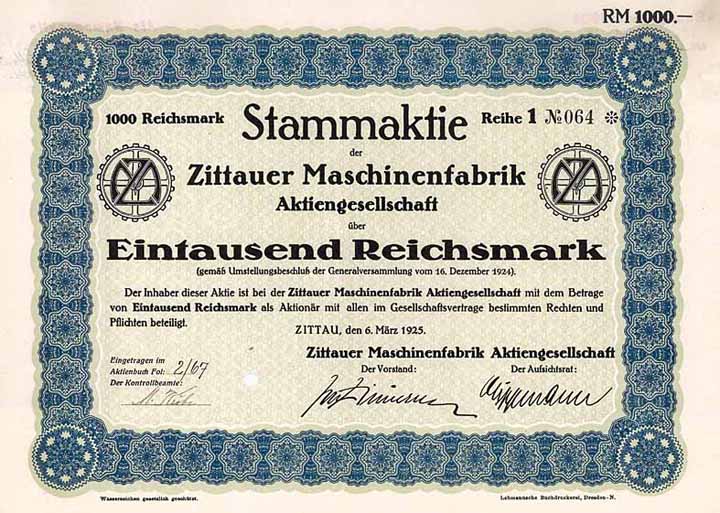 RM 1000.—
1000 Reichsmark Stammaktie Reihe 1 № 064 ※
der
Zittauer Maschinenfabrik
Aktiengesellschaft
über
Eintausend Reichsmark
(gemäß Umstellungsbeschluß der Generalversammlung vom 16. Dezember 1924).
Der Inhaber dieser Aktie ist bei der Zittauer Maschinenfabrik Aktiengesellschaft mit dem Betrage
von Eintausend Reichsmark als Aktionär mit allen im Gesellschaftsvertrage bestimmten Rechten und
Pflichten beteiligt.
ZITTAU, den 6. März 1925.
Zittauer Maschinenfabrik Aktiengesellschaft
Der Vorstand: Der Aufsichtsrat:
Eingetragen im
Aktienbuch Fol: 2/67
Der Kontrollbeamte:
Wasserzeichen gesetzlich geschützt.
Lehmannsche Buchdruckerei, Dresden-N.